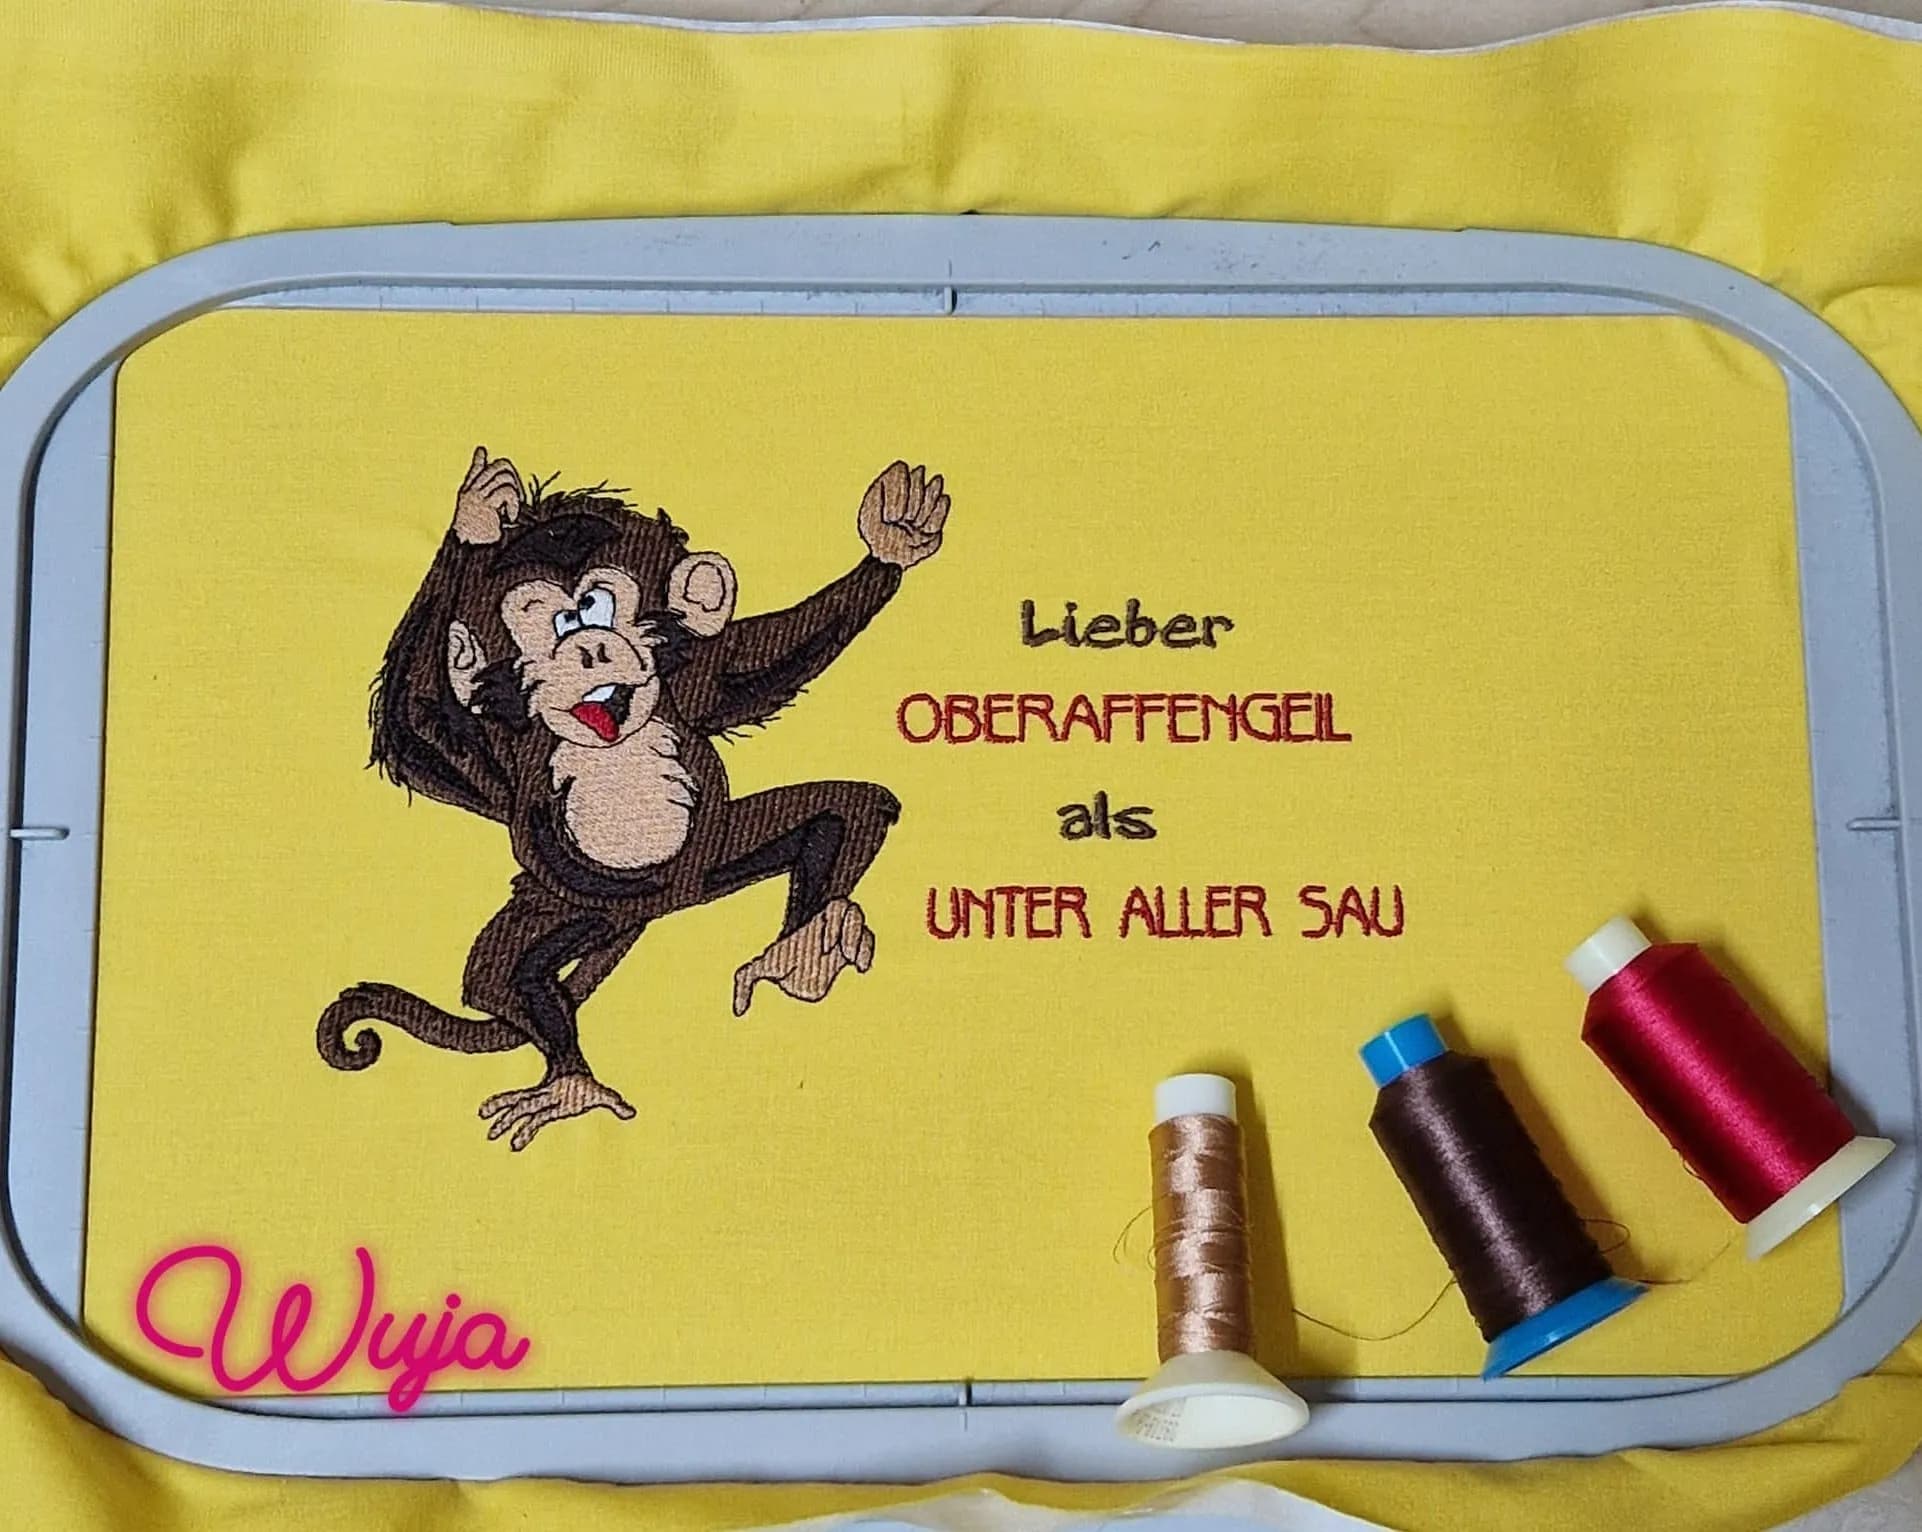 Lieber
OBERAFFENGEIL
als
UNTER ALLER SAU
Wuja